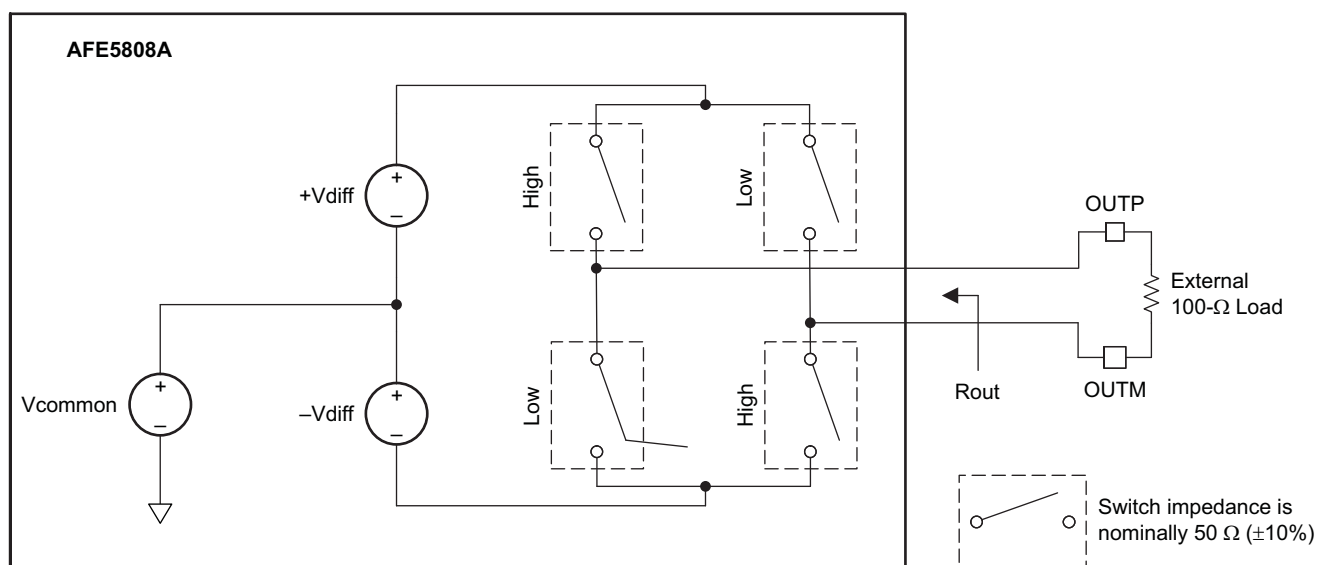 AFE5808A
+Vdiff
–Vdiff
Vcommon
+
–
+
–
+
–
High
Low
Low
High
OUTP
External
100-Ω Load
OUTM
Rout
Switch impedance is
nominally 50 Ω (±10%)